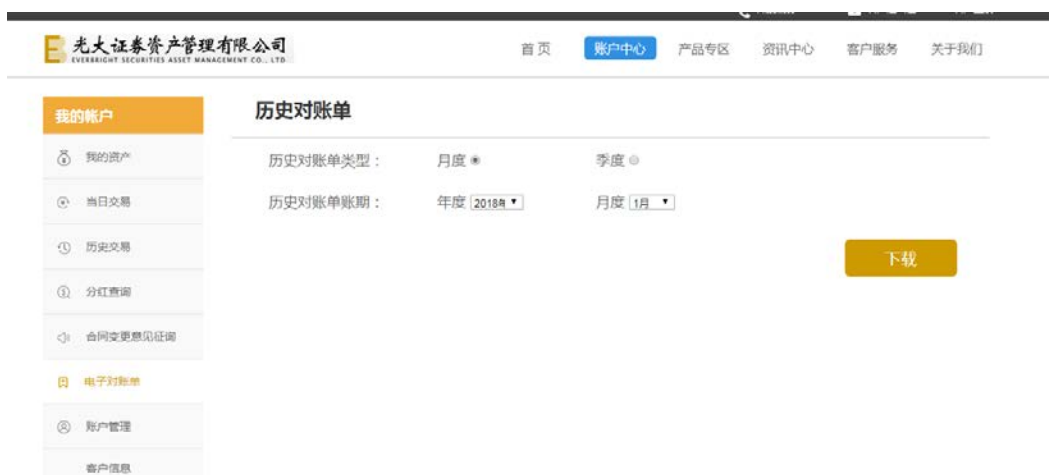 光大证券资产管理有限公司
EVERBRIGHT SECURITIES ASSET MANAGEMENT CO., LTD
首页 账户中心 产品专区 资讯中心 客户服务 关于我们
我的帐户
我的资产
当日交易
历史交易
分红查询
合同变更意见征询
电子对账单
账户管理
客户信息
历史对账单
历史对账单类型： 月度 季度
历史对账单账期： 年度 2018年 月度 1月
下载